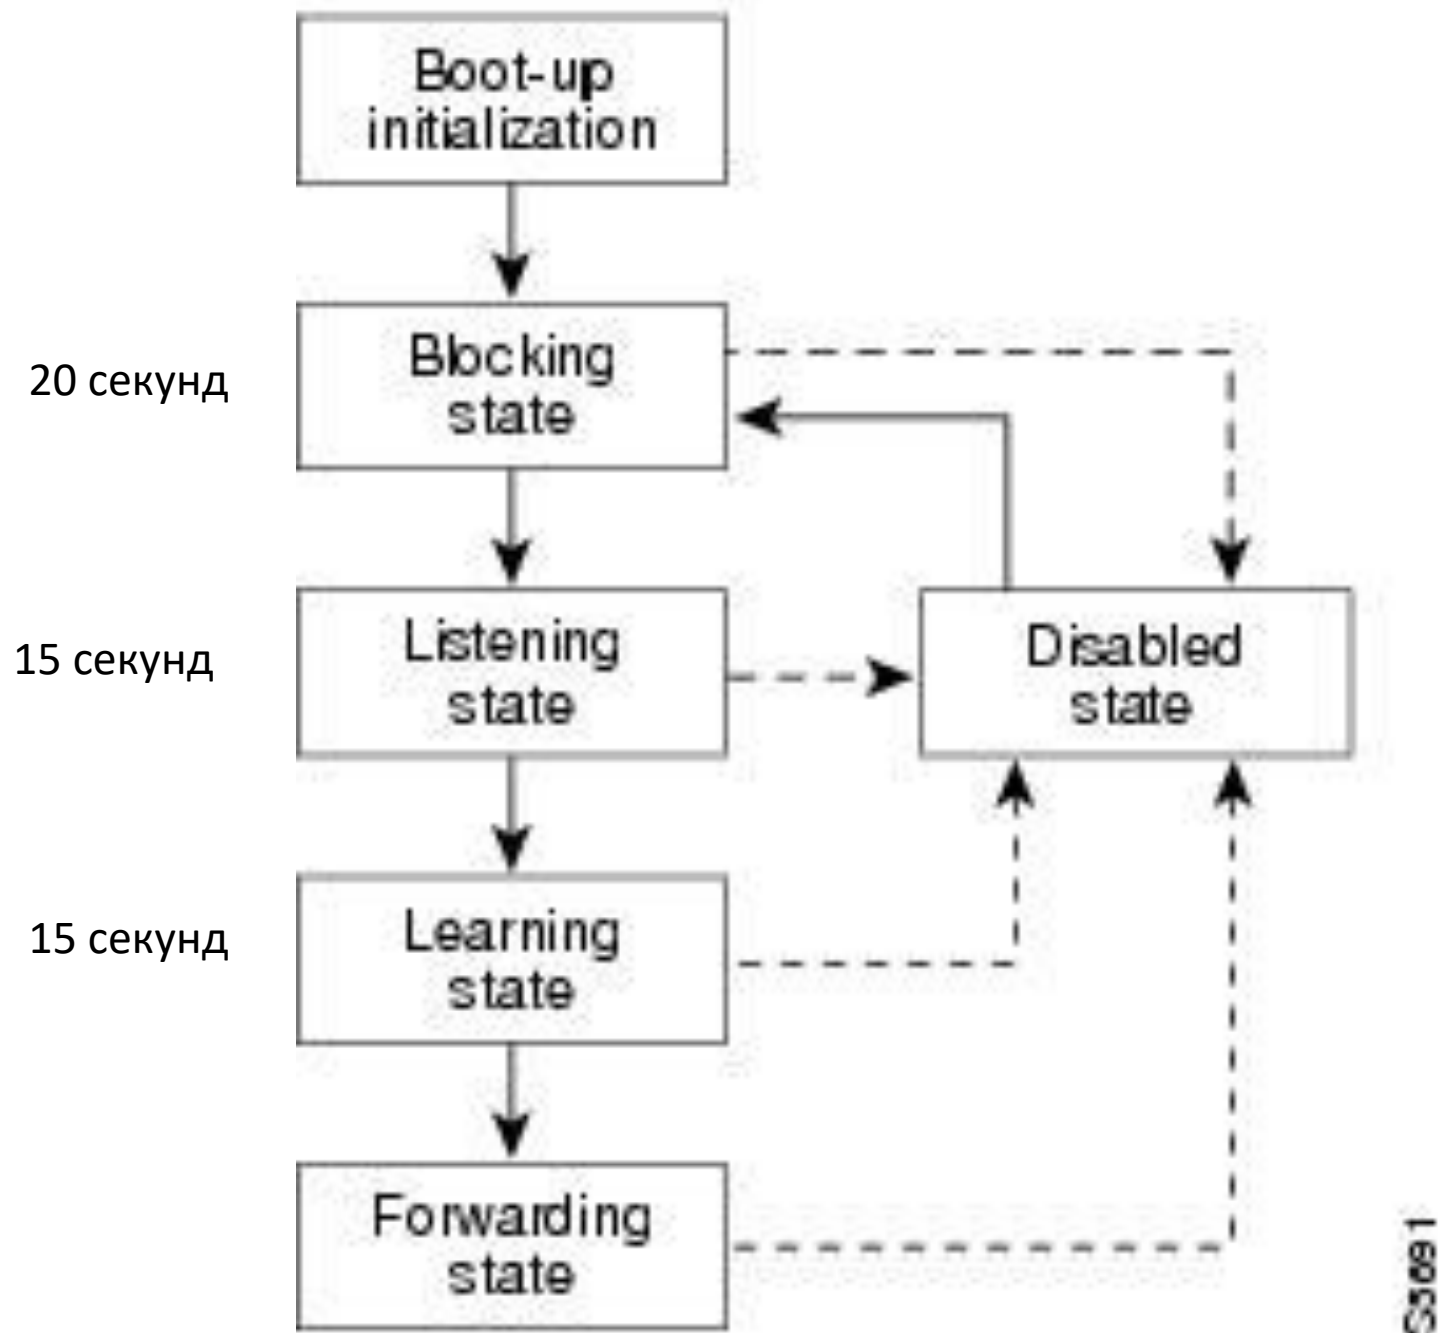 Boot-up
initialization
20 секунд
Blocking
state
15 секунд
Listening
state
Disabled
state
15 секунд
Learning
state
Forwarding
state
S5691